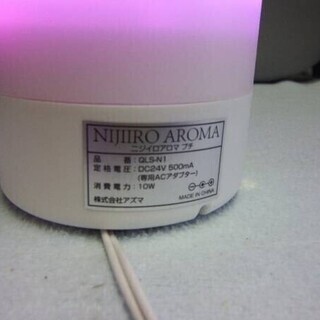 NIJIIRO AROMA
ニジイロアロマ プチ
品番 : QLS-N1
定格電圧 : DC24V 500mA
(専用ACアダプター)
消費電力 : 10W
株式会社アズマ
MADE IN CHINA